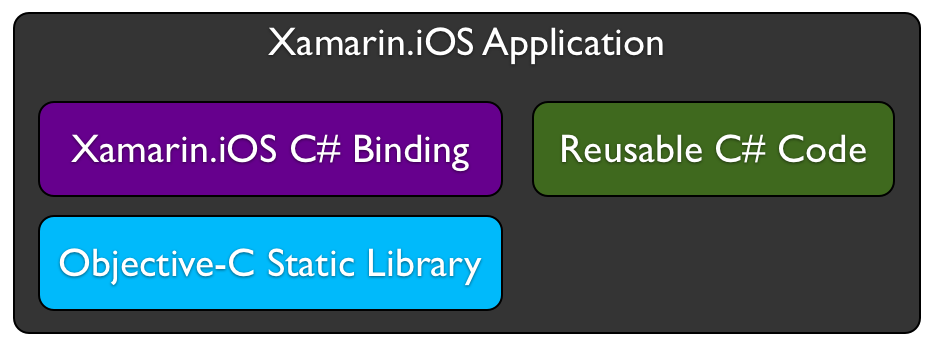 Xamarin.iOS Application
Xamarin.iOS C# Binding
Reusable C# Code
Objective-C Static Library